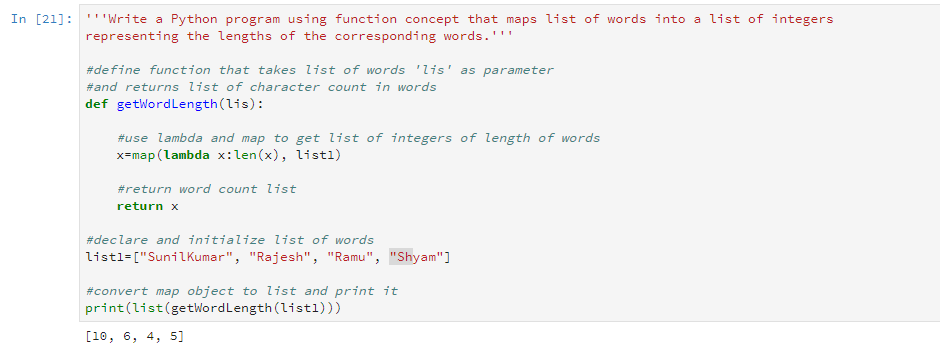 In [21]: '''Write a Python program using function concept that maps list of words into a list of integers
representing the lengths of the corresponding words.'''
#define function that takes list of words 'lis' as parameter
#and returns list of character count in words
def getWordLength(lis):
#use lambda and map to get list of integers of length of words
x=map(lambda x:len(x), list1)
#return word count list
return x
#declare and initialize list of words
list1=["SunilKumar", "Rajesh", "Ramu", "Shyam"]
#convert map object to list and print it
print(list(getWordLength(list1)))
[10, 6, 4, 5]